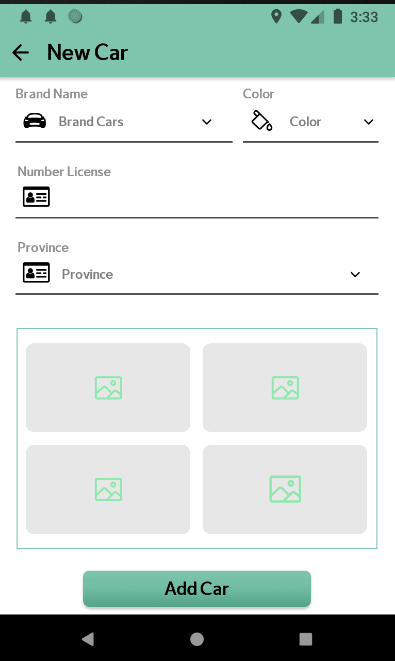 3:33
New Car
Brand Name
Color
Brand Cars
Color
Number License
Province
Province
Add Car